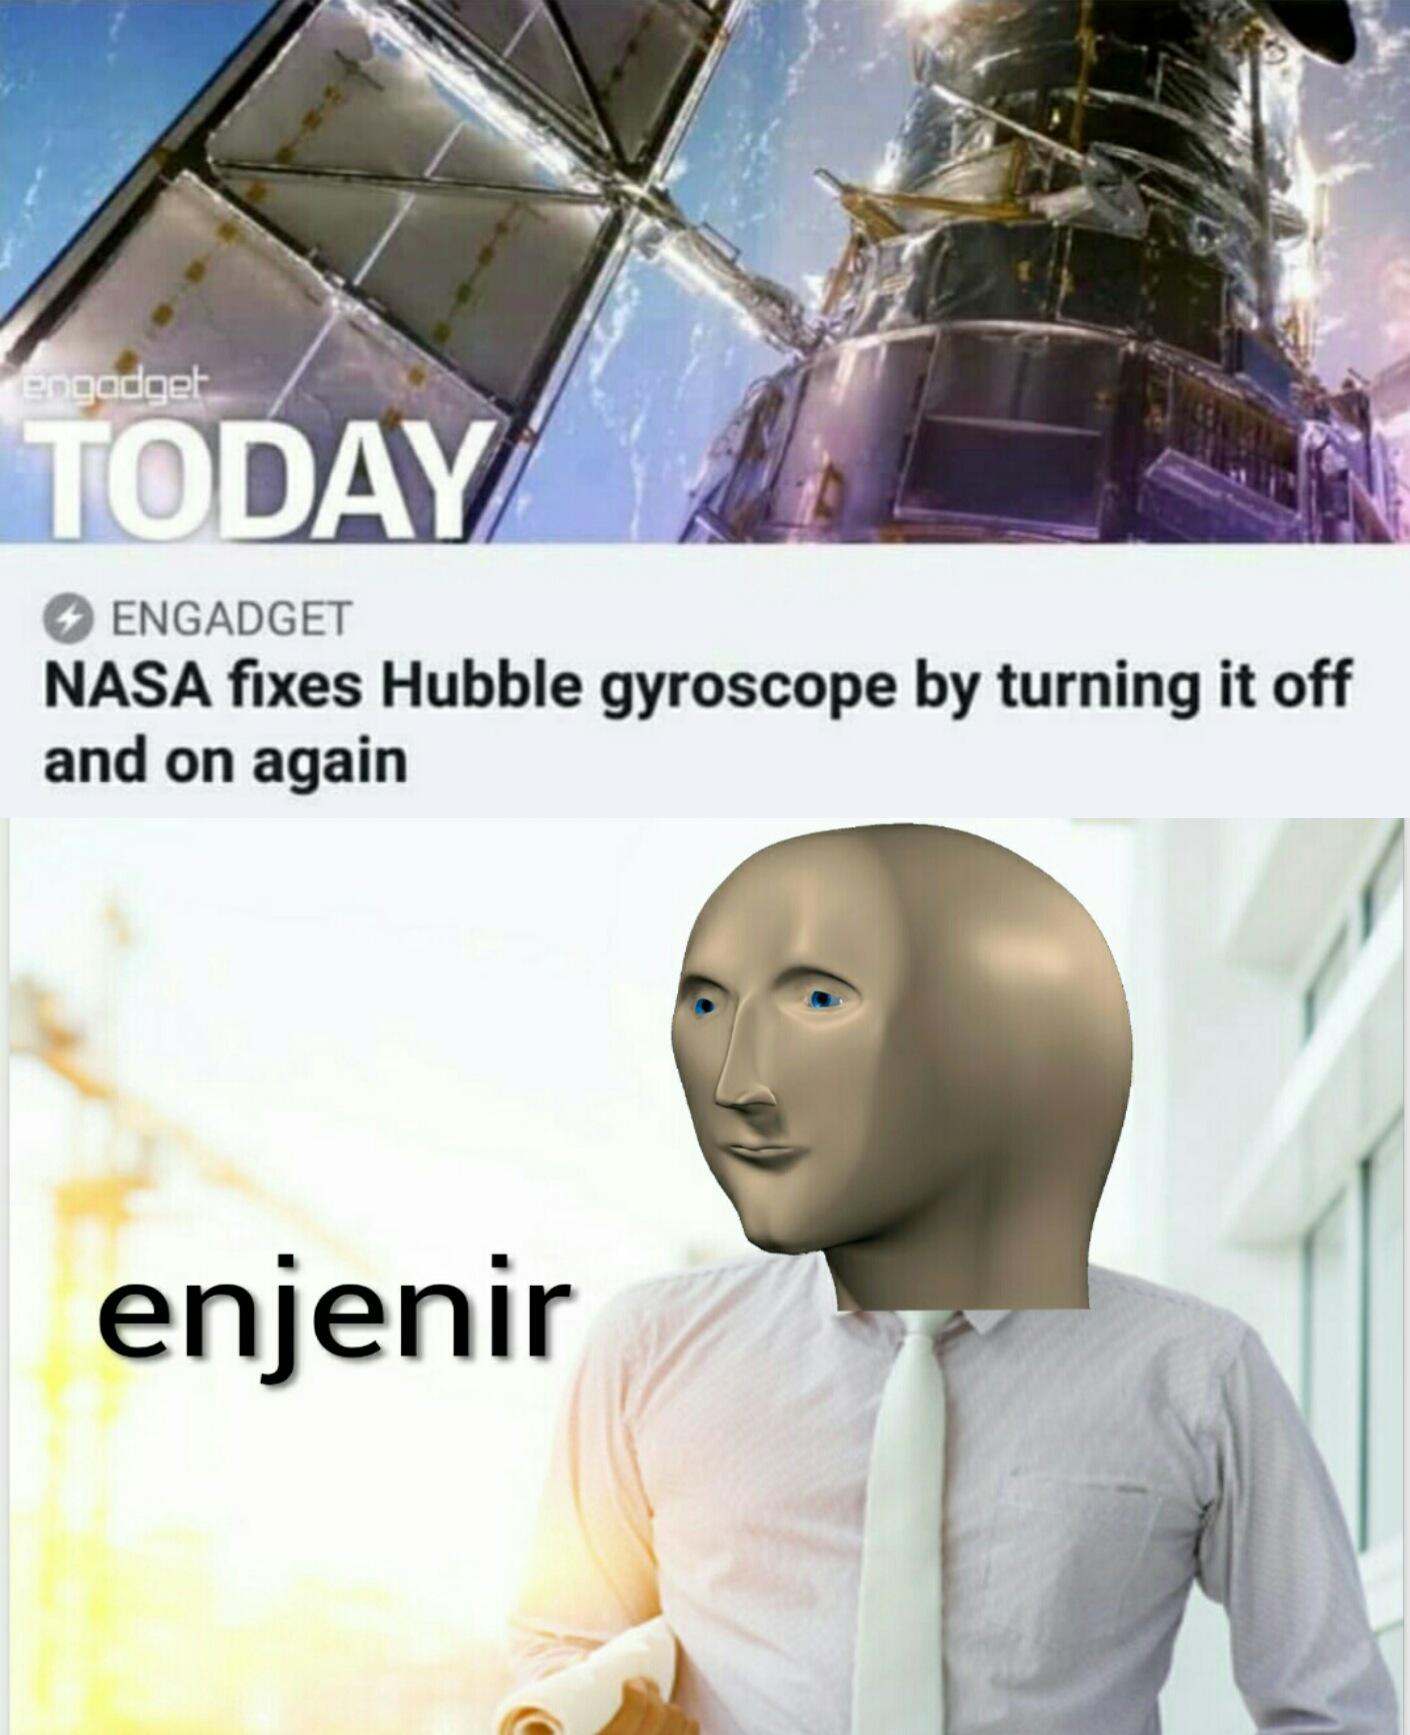 engadget
TODAY
ENGADGET
NASA fixes Hubble gyroscope by turning it off
and on again
enjenir